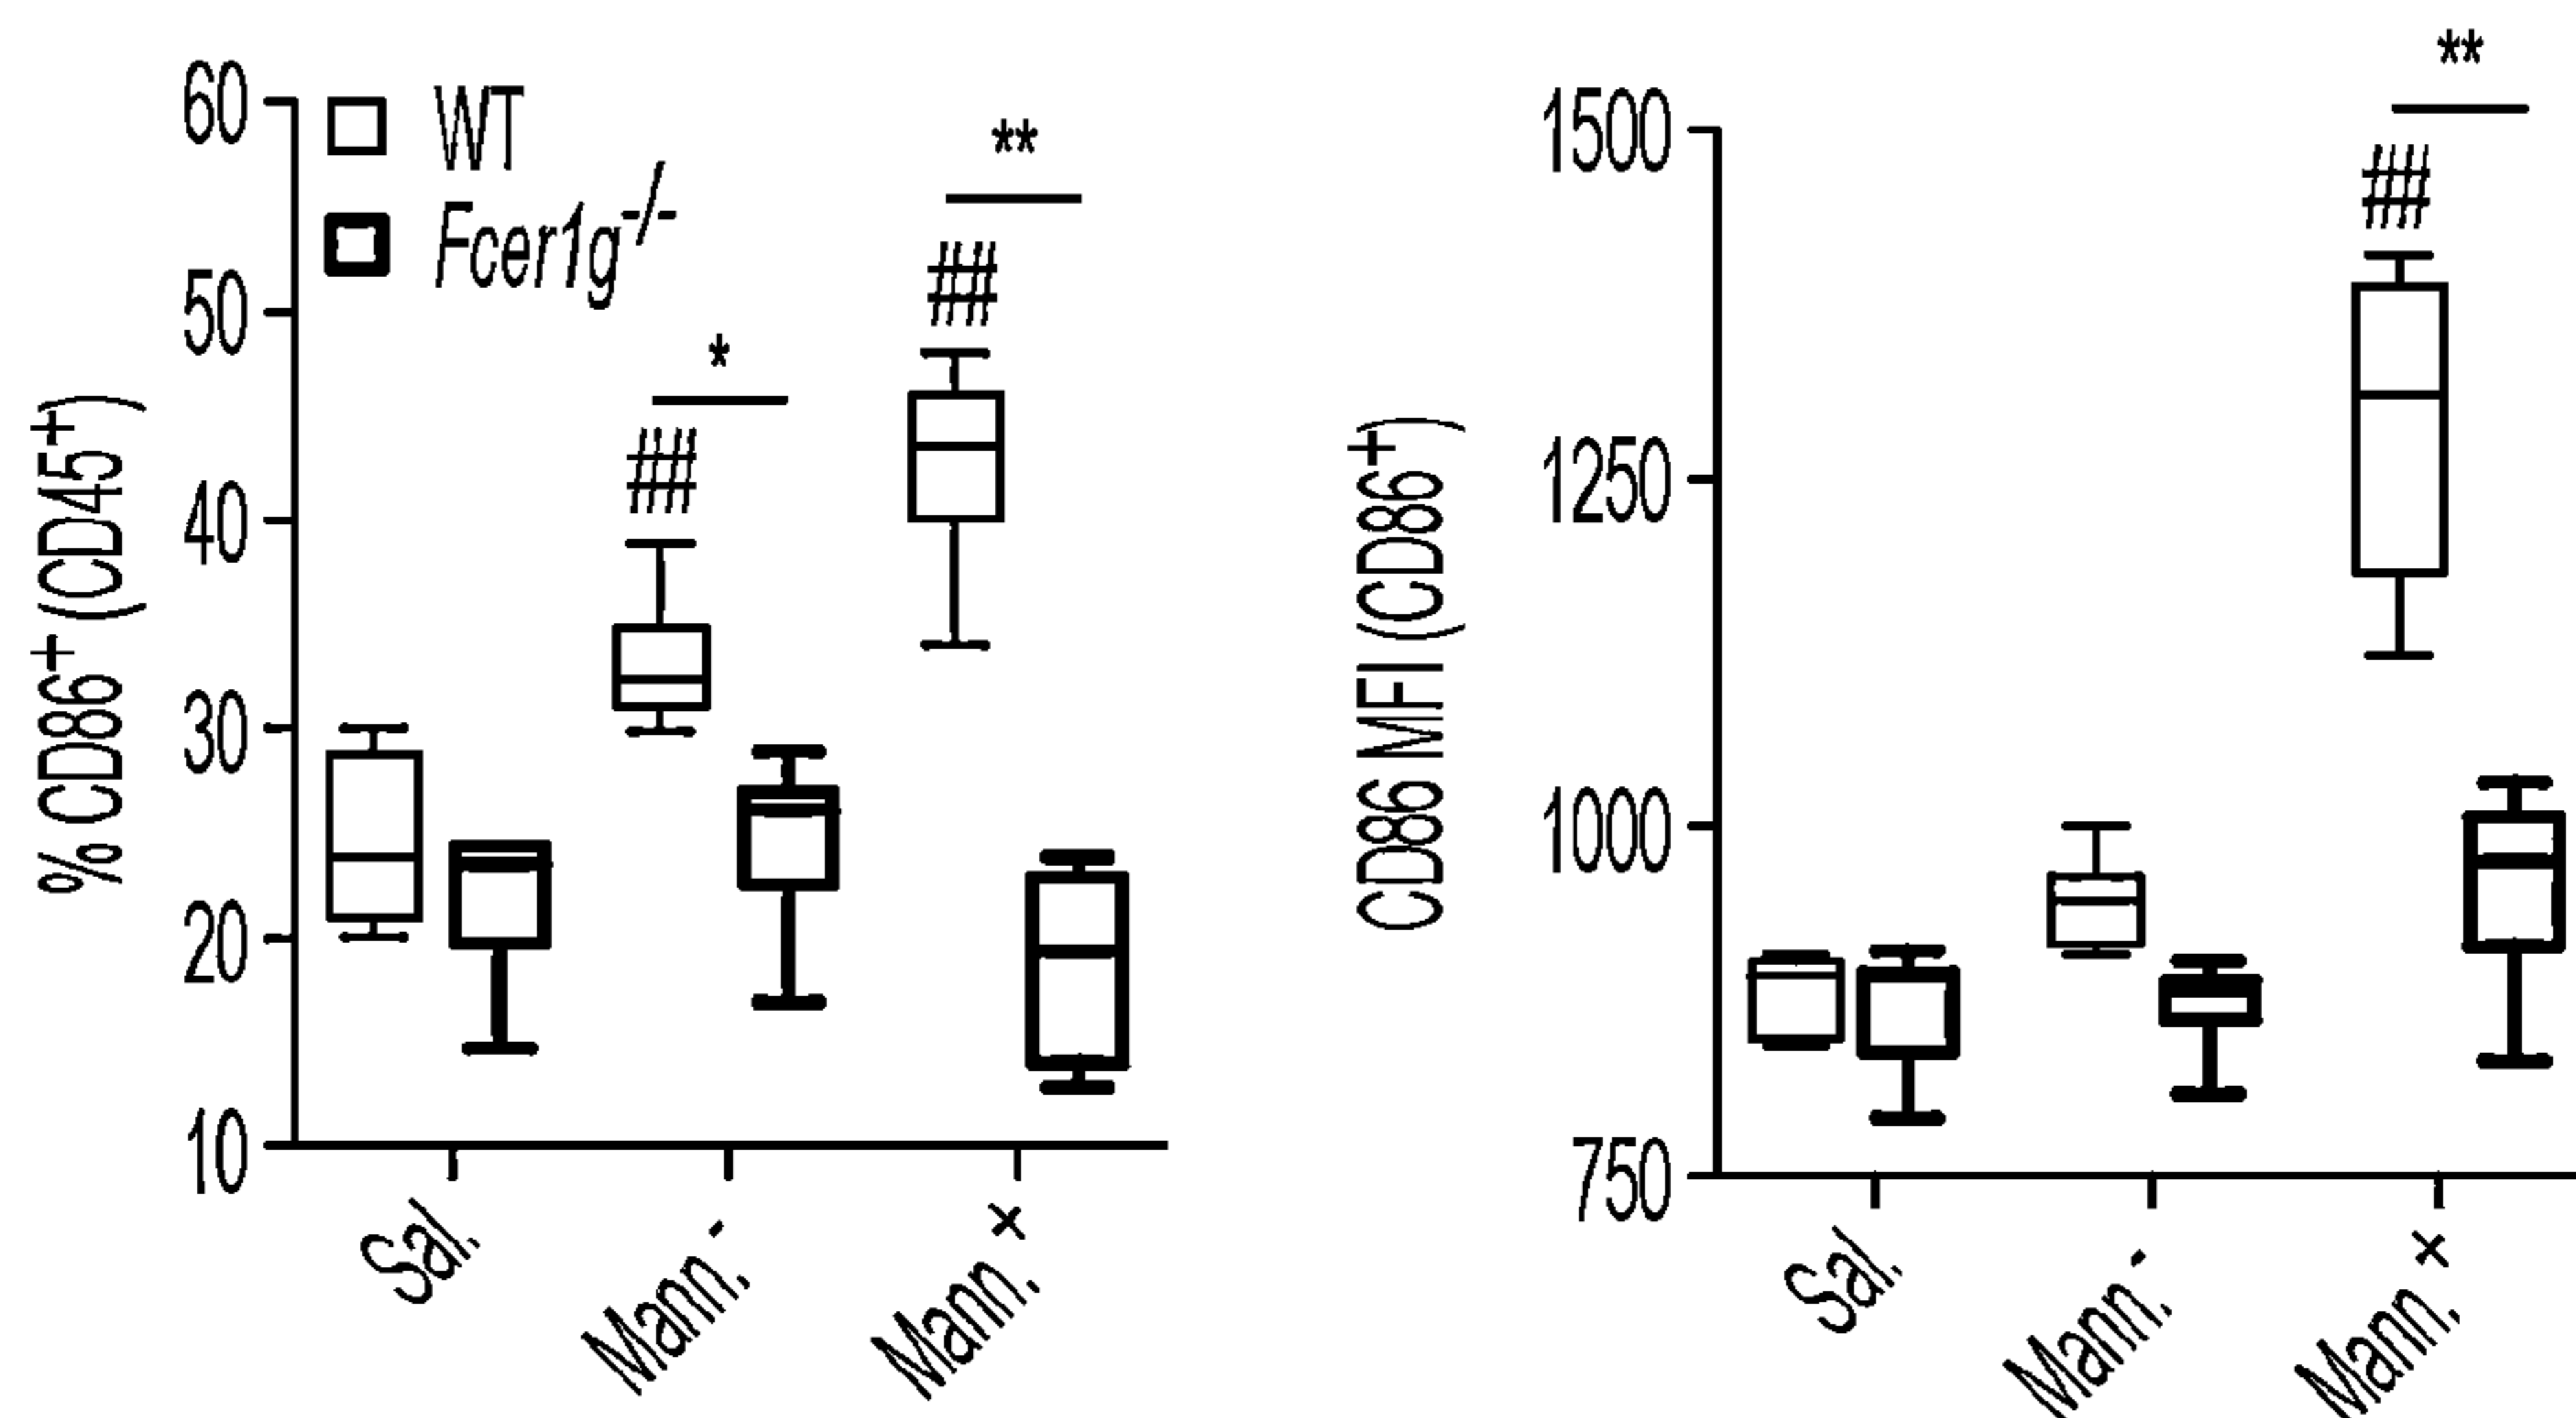 % CD86+ (CD45+)
60
50
40
30
20
10
WT
Fcer1g-/-
##
*
##
**
Sal.
Mann. -
Mann. +
CD86 MFI (CD86+)
1500
1250
1000
750
##
**
Sal.
Mann. -
Mann. +